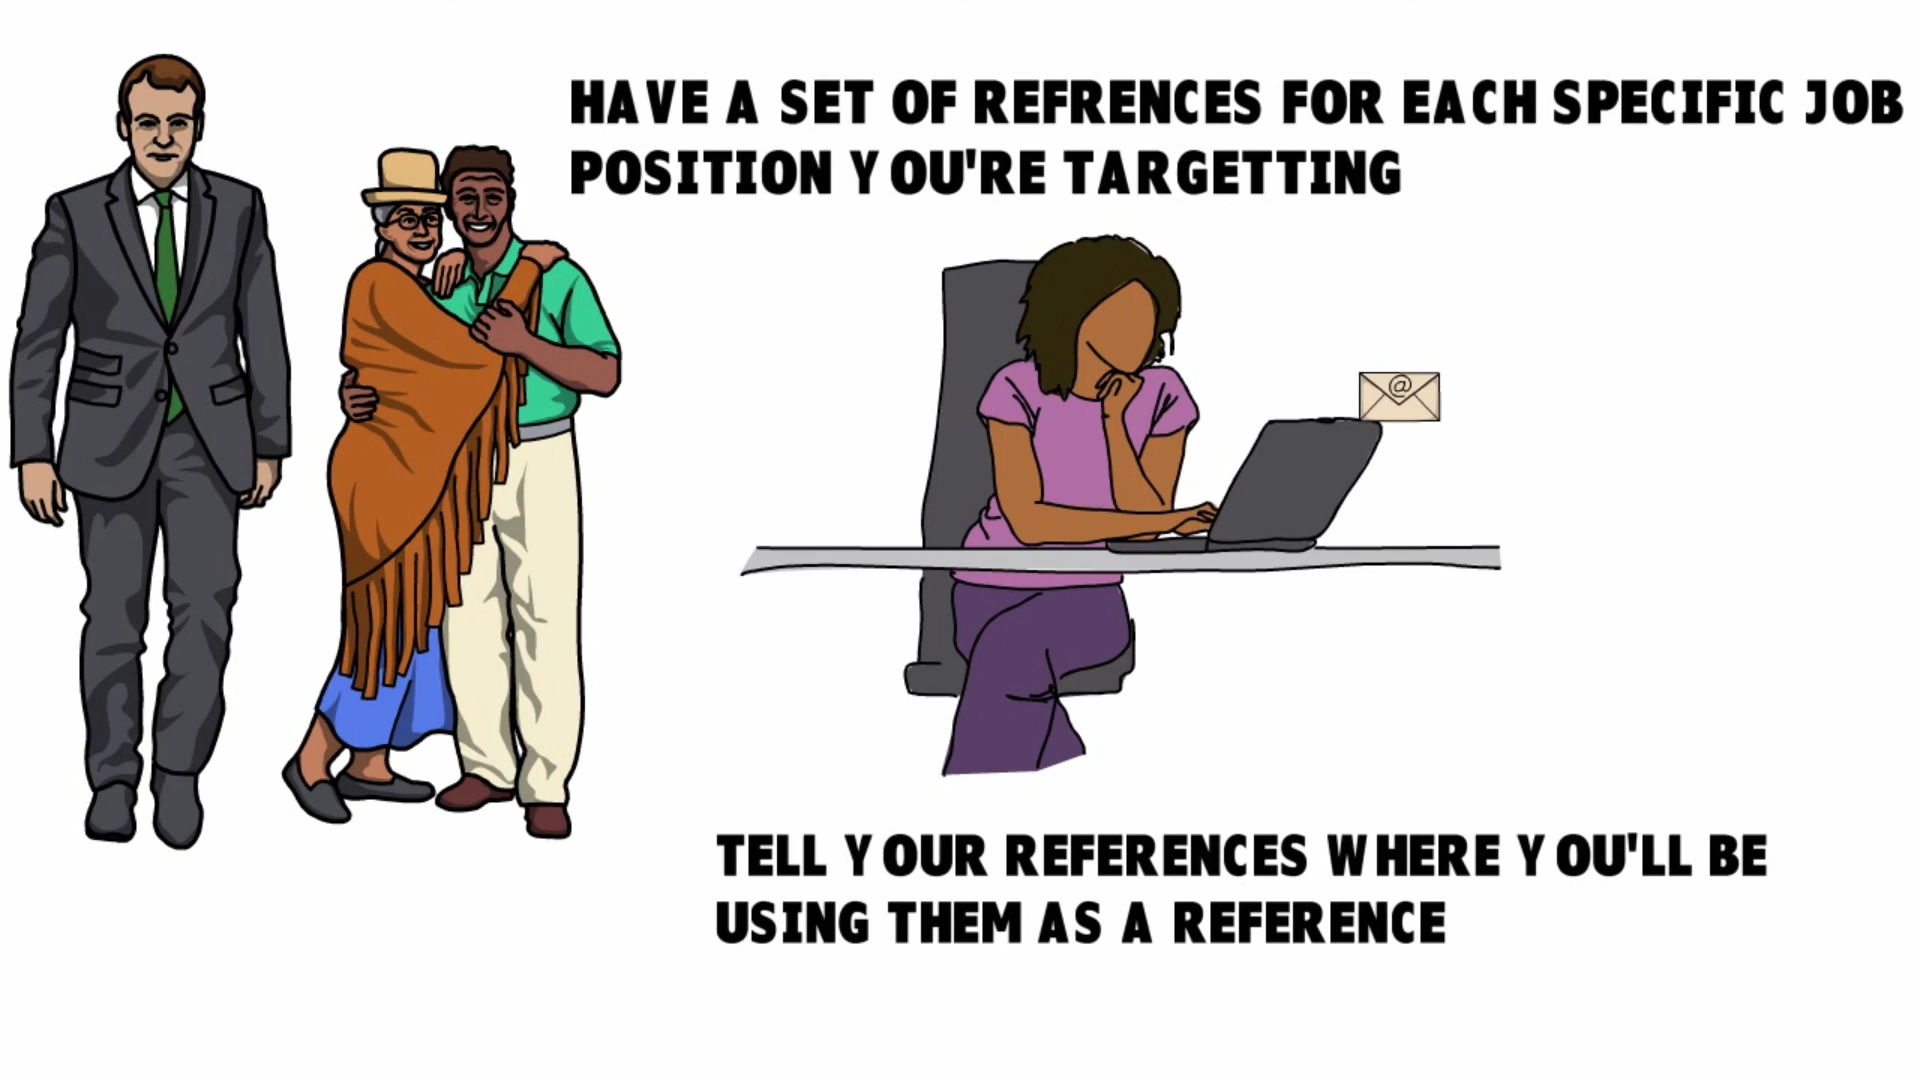 HAVE A SET OF REFRENCES FOR EACH SPECIFIC JOB
POSITION YOU'RE TARGETTING
@
TELL YOUR REFERENCES WHERE YOU'LL BE
USING THEM AS A REFERENCE